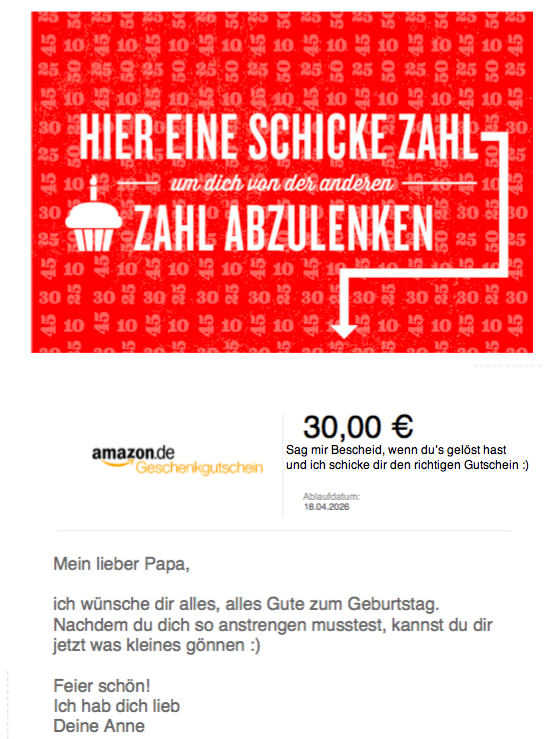 HIER EINE SCHICKE ZAHL
um dich von der anderen
ZAHL ABZULENKEN
amazon.de
Geschenkgutschein
30,00 €
Sag mir Bescheid, wenn du's gelöst hast
und ich schicke dir den richtigen Gutschein :)
Ablaufdatum:
18.04.2026
Mein lieber Papa,
ich wünsche dir alles, alles Gute zum Geburtstag.
Nachdem du dich so anstrengen musstest, kannst du dir
jetzt was kleines gönnen :)
Feier schön!
Ich hab dich lieb
Deine Anne